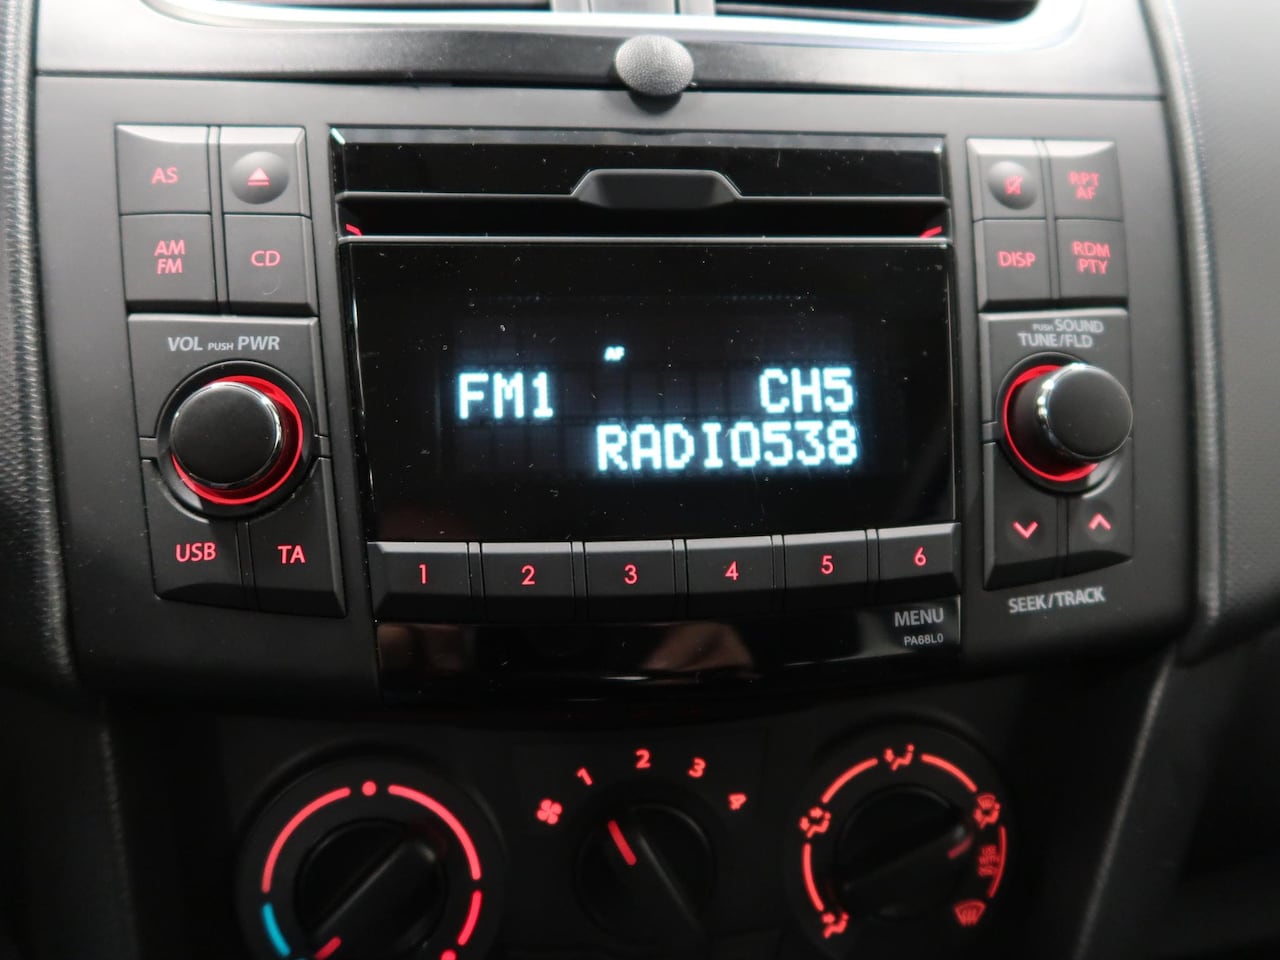 AS
AM
FM
CD
VOL PUSH PWR
USB
TA
AF
FM1 CH5
RADIO538
1 2 3 4 5 6
MENU
PA68L0
RPT
AF
DISP
RDM
PTY
PUSH SOUND
TUNE/FLD
SEEK/TRACK
1 2 3 4